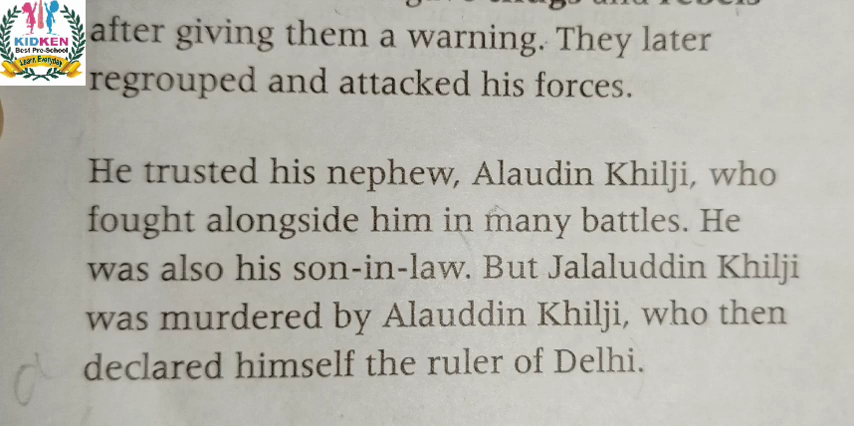 KIDKEN
Best Pre-School
Learn Everyday
after giving them a warning. They later
regrouped and attacked his forces.
He trusted his nephew, Alaudin Khilji, who
fought alongside him in many battles. He
was also his son-in-law. But Jalaluddin Khilji
was murdered by Alauddin Khilji, who then
declared himself the ruler of Delhi.